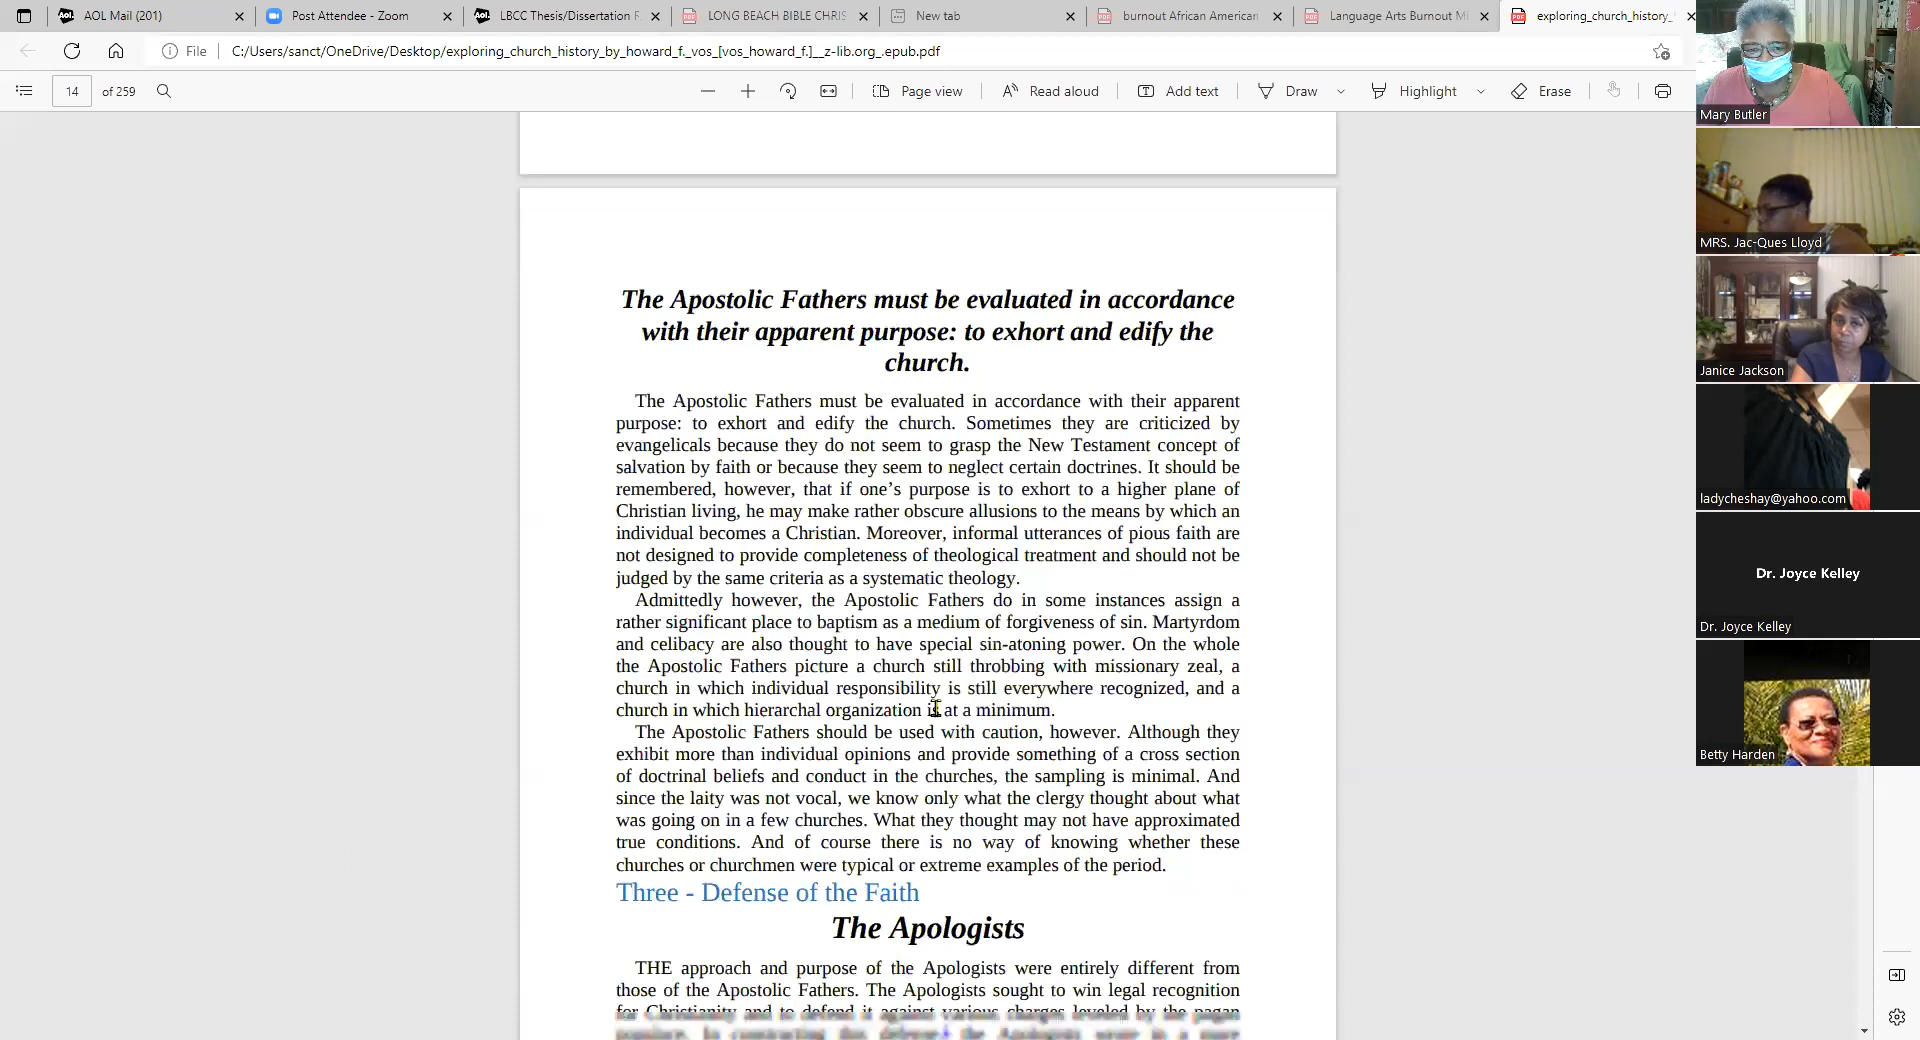 AOL Mail (201)
Post Attendee - Zoom
LBCC Thesis/Dissertation R
LONG BEACH BIBLE CHRIS
New tab
burnout African American
Language Arts Burnout MI
exploring_church_history_
File
C:/Users/sanct/OneDrive/Desktop/exploring_church_history_by_howard_f._vos_[vos_howard_f.]__z-lib.org_.epub.pdf
14 of 259
Page view
Read aloud
Add text
Draw
Highlight
Erase
The Apostolic Fathers must be evaluated in accordance
with their apparent purpose: to exhort and edify the
church.
The Apostolic Fathers must be evaluated in accordance with their apparent
purpose: to exhort and edify the church. Sometimes they are criticized by
evangelicals because they do not seem to grasp the New Testament concept of
salvation by faith or because they seem to neglect certain doctrines. It should be
remembered, however, that if one's purpose is to exhort to a higher plane of
Christian living, he may make rather obscure allusions to the means by which an
individual becomes a Christian. Moreover, informal utterances of pious faith are
not designed to provide completeness of theological treatment and should not be
judged by the same criteria as a systematic theology.
Admittedly however, the Apostolic Fathers do in some instances assign a
rather significant place to baptism as a medium of forgiveness of sin. Martyrdom
and celibacy are also thought to have special sin-atoning power. On the whole
the Apostolic Fathers picture a church still throbbing with missionary zeal, a
church in which individual responsibility is still everywhere recognized, and a
church in which hierarchal organization is at a minimum.
The Apostolic Fathers should be used with caution, however. Although they
exhibit more than individual opinions and provide something of a cross section
of doctrinal beliefs and conduct in the churches, the sampling is minimal. And
since the laity was not vocal, we know only what the clergy thought about what
was going on in a few churches. What they thought may not have approximated
true conditions. And of course there is no way of knowing whether these
churches or churchmen were typical or extreme examples of the period.
Three - Defense of the Faith
The Apologists
THE approach and purpose of the Apologists were entirely different from
those of the Apostolic Fathers. The Apologists sought to win legal recognition
for Christianity and to defend it against various charges leveled by the pagan
Mary Butler
MRS. Jac-Ques Lloyd
Janice Jackson
ladycheshay@yahoo.com
Dr. Joyce Kelley
Dr. Joyce Kelley
Betty Harden